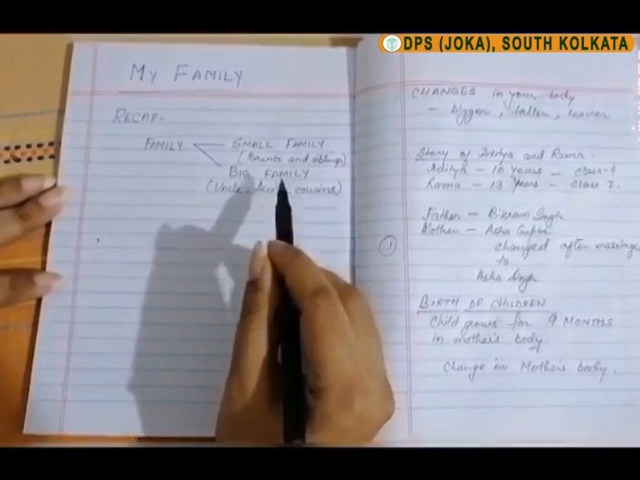 DPS (JOKA), SOUTH KOLKATA
MY FAMILY
RECAP-
FAMILY SMALL FAMILY
(Parents and siblings)
BIG FAMILY
(Uncle, cousins)
CHANGES in your body
- bigger, taller, heavier
Story of Aditya and Rama
Aditya - 10 years - class-4
Rama - 13 years - class 7.
Father - Bikram Singh
Mother - Asha Gupta
changed after marriage
to
Asha Singh
1
BIRTH OF CHILDREN
Child grows for 9 MONTHS
in mother's body.
Change in Mother's body.